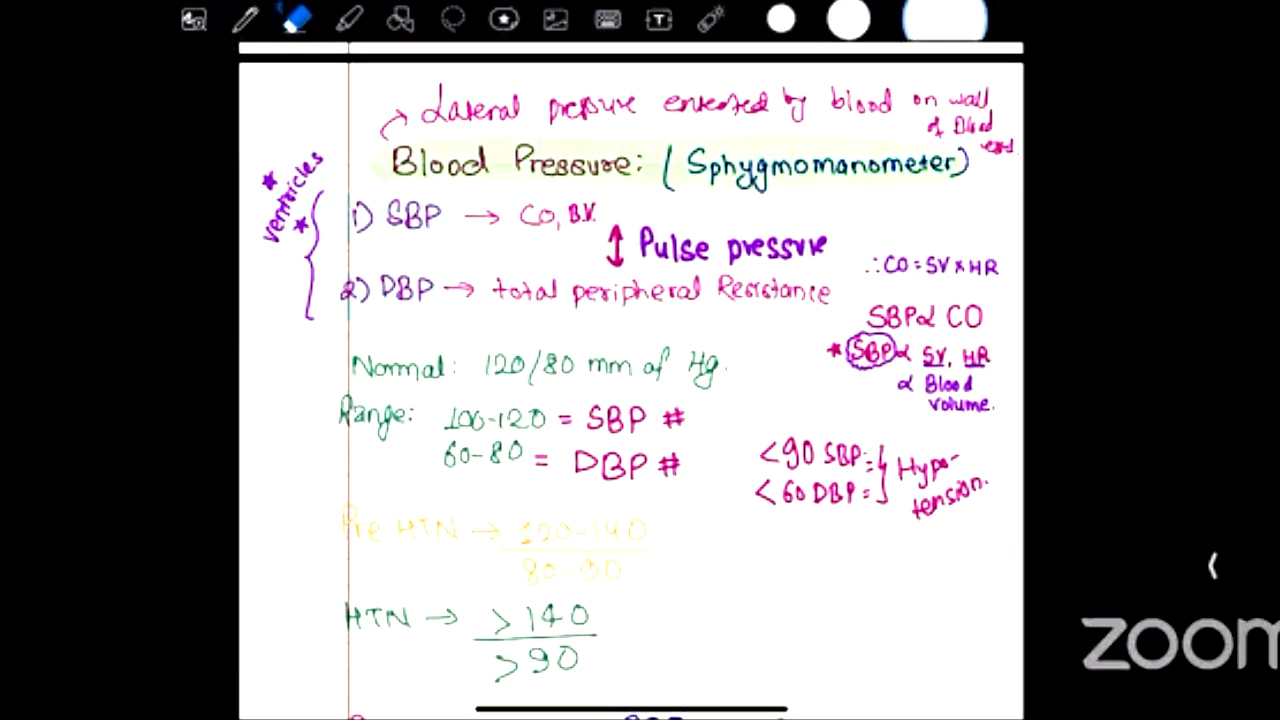 → Lateral pressure exerted by blood on wall
of Blood
Blood Pressure: (Sphygmomanometer)
★ ventricles ★
1) SBP → CO, B.V.
↕ Pulse pressure
∴ CO = SV x HR
2) DBP → total peripheral Resistance
SBP ∝ CO
★ SBP ∝ SV, HR
∝ Blood
volume.
Normal: 120/80 mm of Hg.
Range: 100-120 = SBP #
60-80 = DBP #
<90 SBP =
<60 DBP =
Hypo-
tension.
Pre HTN → 120-140
80-90
HTN → >140
>90
zoom